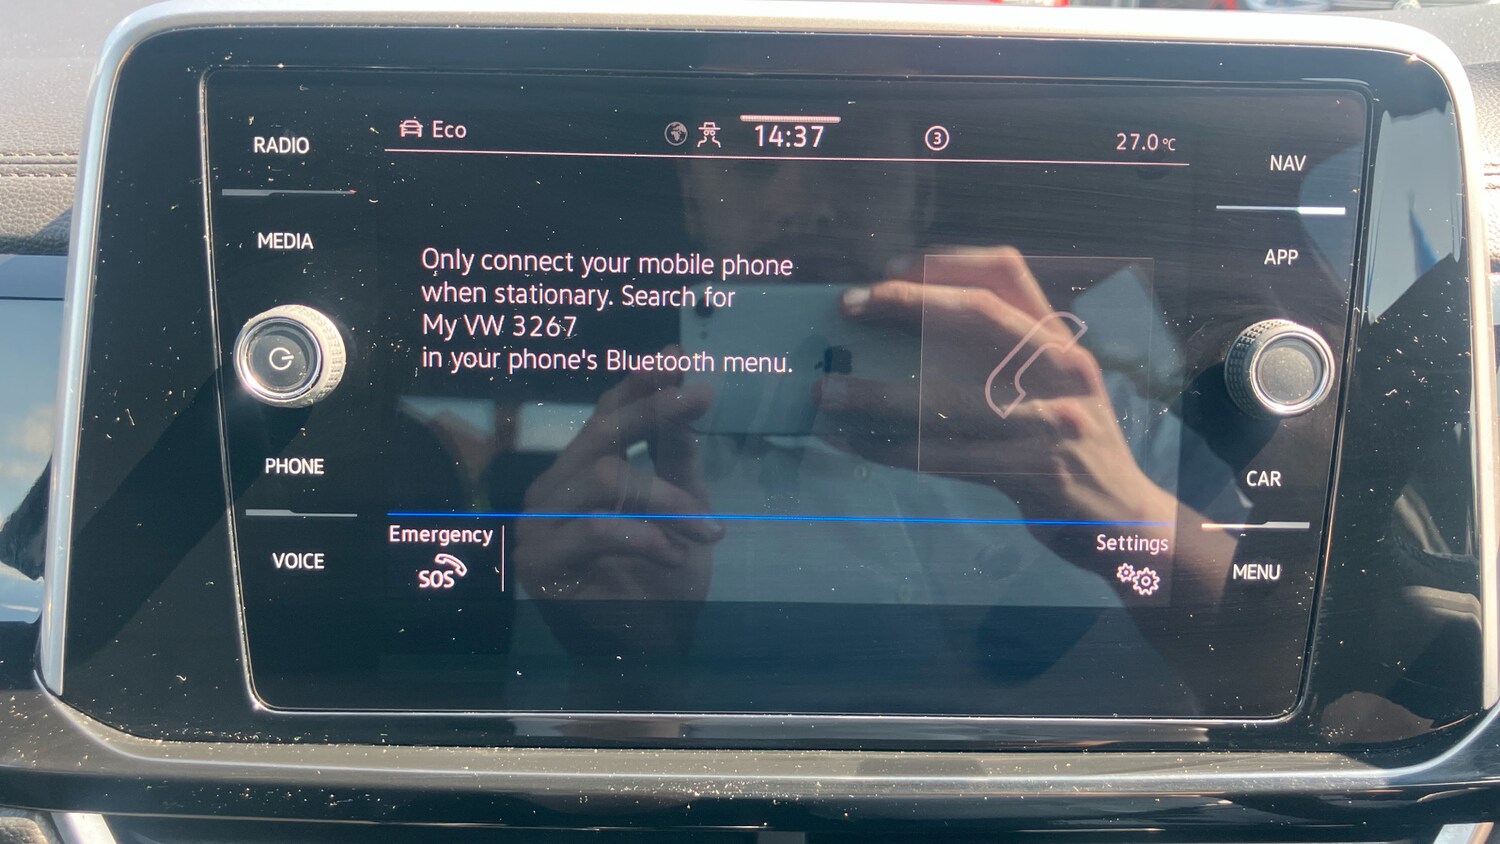 Eco 14:37 3 27.0°C
RADIO
MEDIA
PHONE
VOICE
Only connect your mobile phone
when stationary. Search for
My VW 3267
in your phone's Bluetooth menu.
Emergency
SOS
Settings
NAV
APP
CAR
MENU